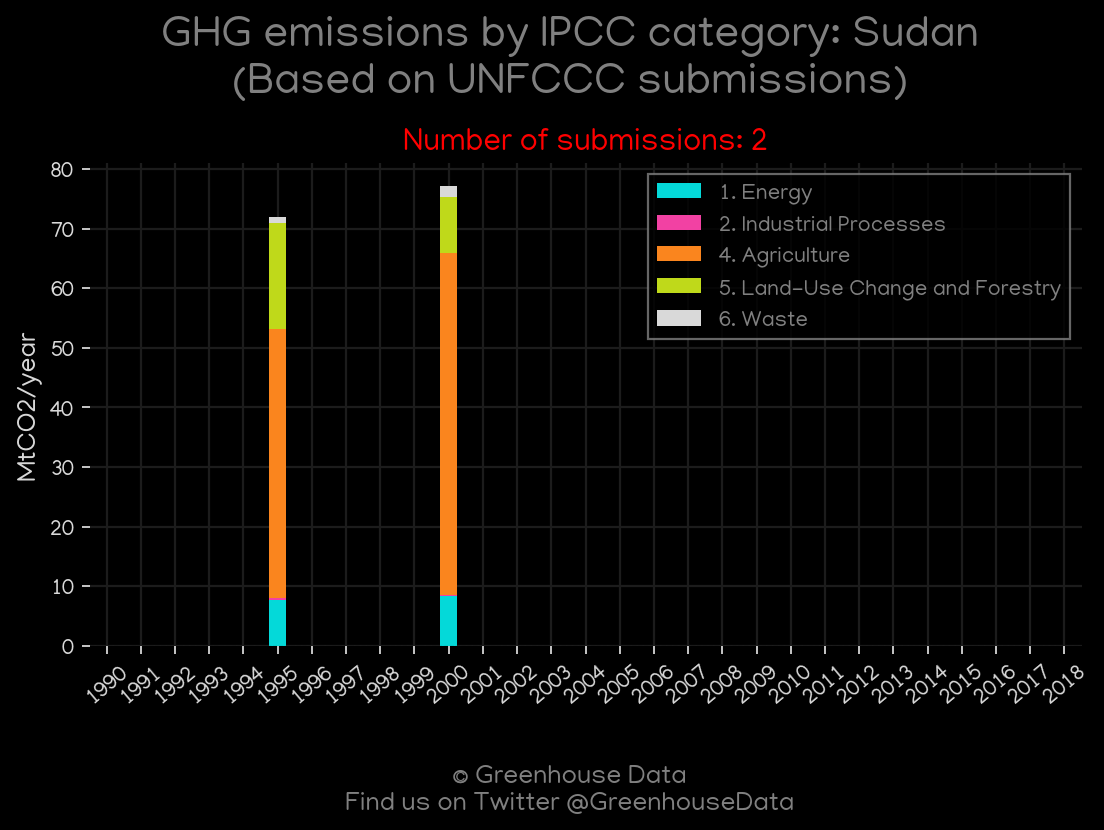 GHG emissions by IPCC category: Sudan
(Based on UNFCCC submissions)
Number of submissions: 2
80
70
60
50
40
30
20
10
0
MtCO2/year
1. Energy
2. Industrial Processes
4. Agriculture
5. Land-Use Change and Forestry
6. Waste
1990 1991 1992 1993 1994 1995 1996 1997 1998 1999 2000 2001 2002 2003 2004 2005 2006 2007 2008 2009 2010 2011 2012 2013 2014 2015 2016 2017 2018
© Greenhouse Data
Find us on Twitter @GreenhouseData